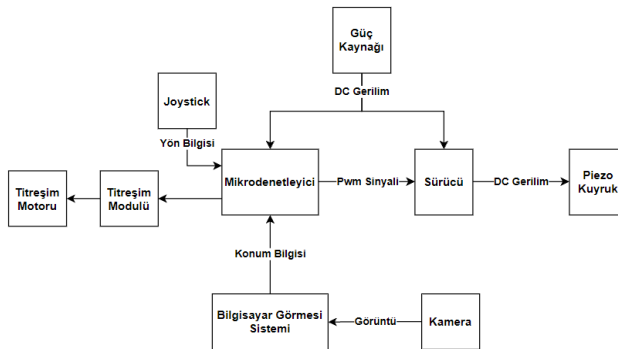 Güç
Kaynağı
DC Gerilim
Joystick
Yön Bilgisi
Titreşim
Motoru
Titreşim
Modulü
Mikrodenetleyici
Pwm Sinyali
Sürücü
DC Gerilim
Piezo
Kuyruk
Konum Bilgisi
Bilgisayar Görmesi
Sistemi
Görüntü
Kamera